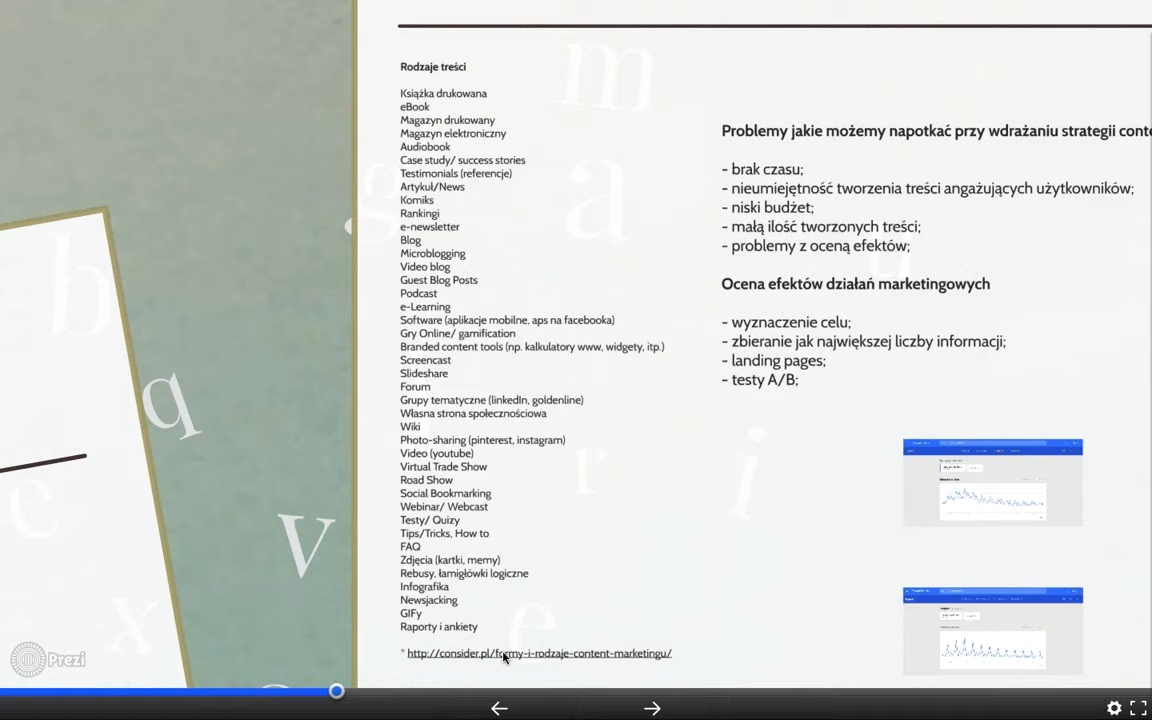 Rodzaje treści
Książka drukowana
eBook
Magazyn drukowany
Magazyn elektroniczny
Audiobook
Case study/ success stories
Testimonials (referencje)
Artykuł/News
Komiks
Rankingi
e-newsletter
Blog
Microblogging
Video blog
Guest Blog Posts
Podcast
e-Learning
Software (aplikacje mobilne, aps na facebooka)
Gry Online/ gamification
Branded content tools (np. kalkulatory www, widgety, itp.)
Screencast
Slideshare
Forum
Grupy tematyczne (linkedIn, goldenline)
Własna strona społecznościowa
Wiki
Photo-sharing (pinterest, instagram)
Video (youtube)
Virtual Trade Show
Road Show
Social Bookmarking
Webinar/ Webcast
Testy/ Quizy
Tips/Tricks, How to
FAQ
Zdjęcia (kartki, memy)
Rebusy, łamigłówki logiczne
Infografika
Newsjacking
GIFy
Raporty i ankiety
* http://consider.pl/formy-i-rodzaje-content-marketingu/
Problemy jakie możemy napotkać przy wdrażaniu strategii conte
- brak czasu;
- nieumiejętność tworzenia treści angażujących użytkowników;
- niski budżet;
- małą ilość tworzonych treści;
- problemy z oceną efektów;
Ocena efektów działań marketingowych
- wyznaczenie celu;
- zbieranie jak największej liczby informacji;
- landing pages;
- testy A/B;
m
g
a
b
u
q
r
i
e
v
x
e
Prezi